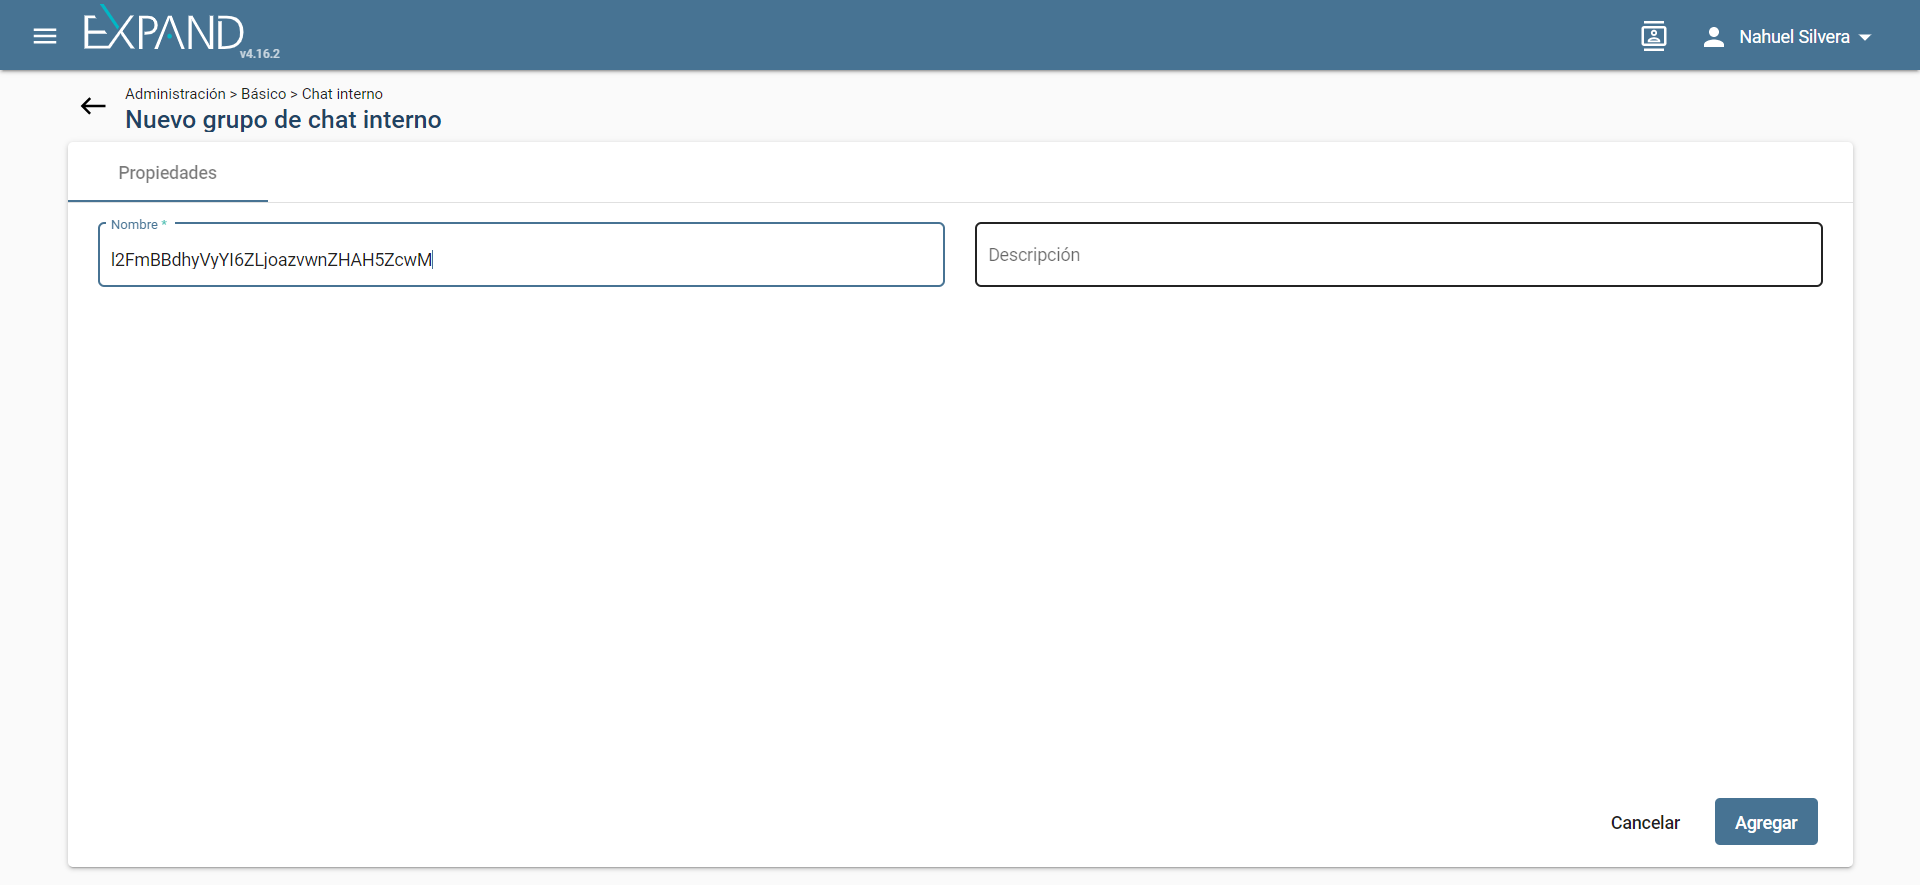 EXPAND
v4.16.2
Nahuel Silvera
Administración > Básico > Chat interno
Nuevo grupo de chat interno
Propiedades
Nombre *
l2FmBBdhyVyYI6ZLjoazvwnZHAH5ZcwM
Descripción
Cancelar
Agregar